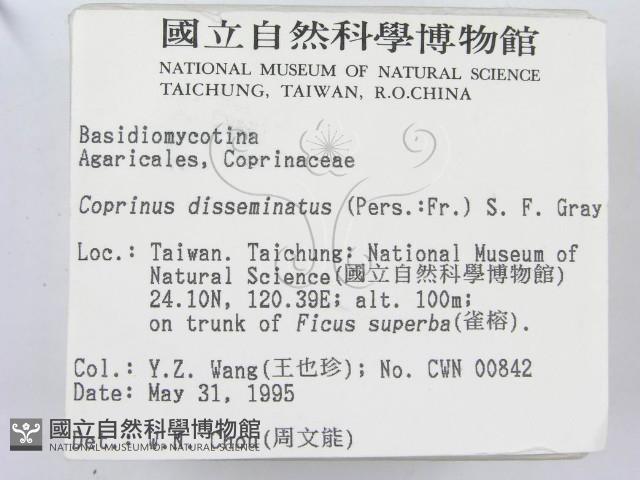 國立自然科學博物館
NATIONAL MUSEUM OF NATURAL SCIENCE
TAICHUNG, TAIWAN, R.O.CHINA
Basidiomycotina
Agaricales, Coprinaceae
Coprinus disseminatus (Pers.:Fr.) S. F. Gray
Loc.: Taiwan. Taichung: National Museum of
Natural Science(國立自然科學博物館)
24.10N, 120.39E; alt. 100m;
on trunk of Ficus superba(雀榕).
Col.: Y.Z. Wang(王也珍); No. CWN 00842
Date: May 31, 1995
Det.: W.N. Chou(周文能)
國立自然科學博物館
NATIONAL MUSEUM OF NATURAL SCIENCE